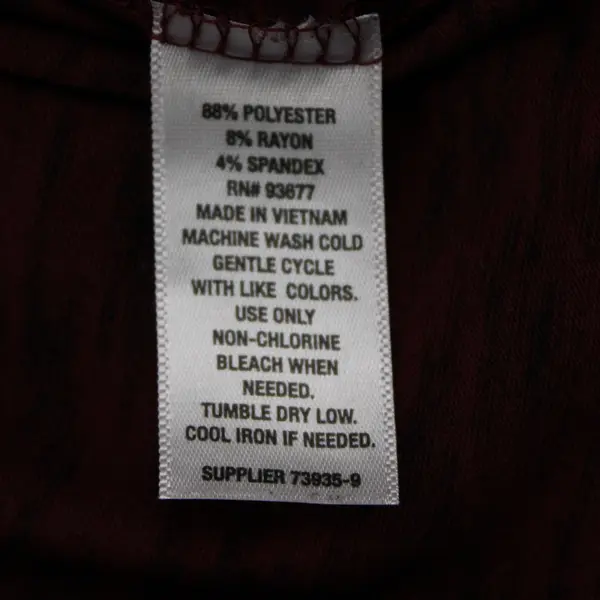 88% POLYESTER
8% RAYON
4% SPANDEX
RN# 93677
MADE IN VIETNAM
MACHINE WASH COLD
GENTLE CYCLE
WITH LIKE COLORS.
USE ONLY
NON-CHLORINE
BLEACH WHEN
NEEDED.
TUMBLE DRY LOW.
COOL IRON IF NEEDED.
SUPPLIER 73935-9